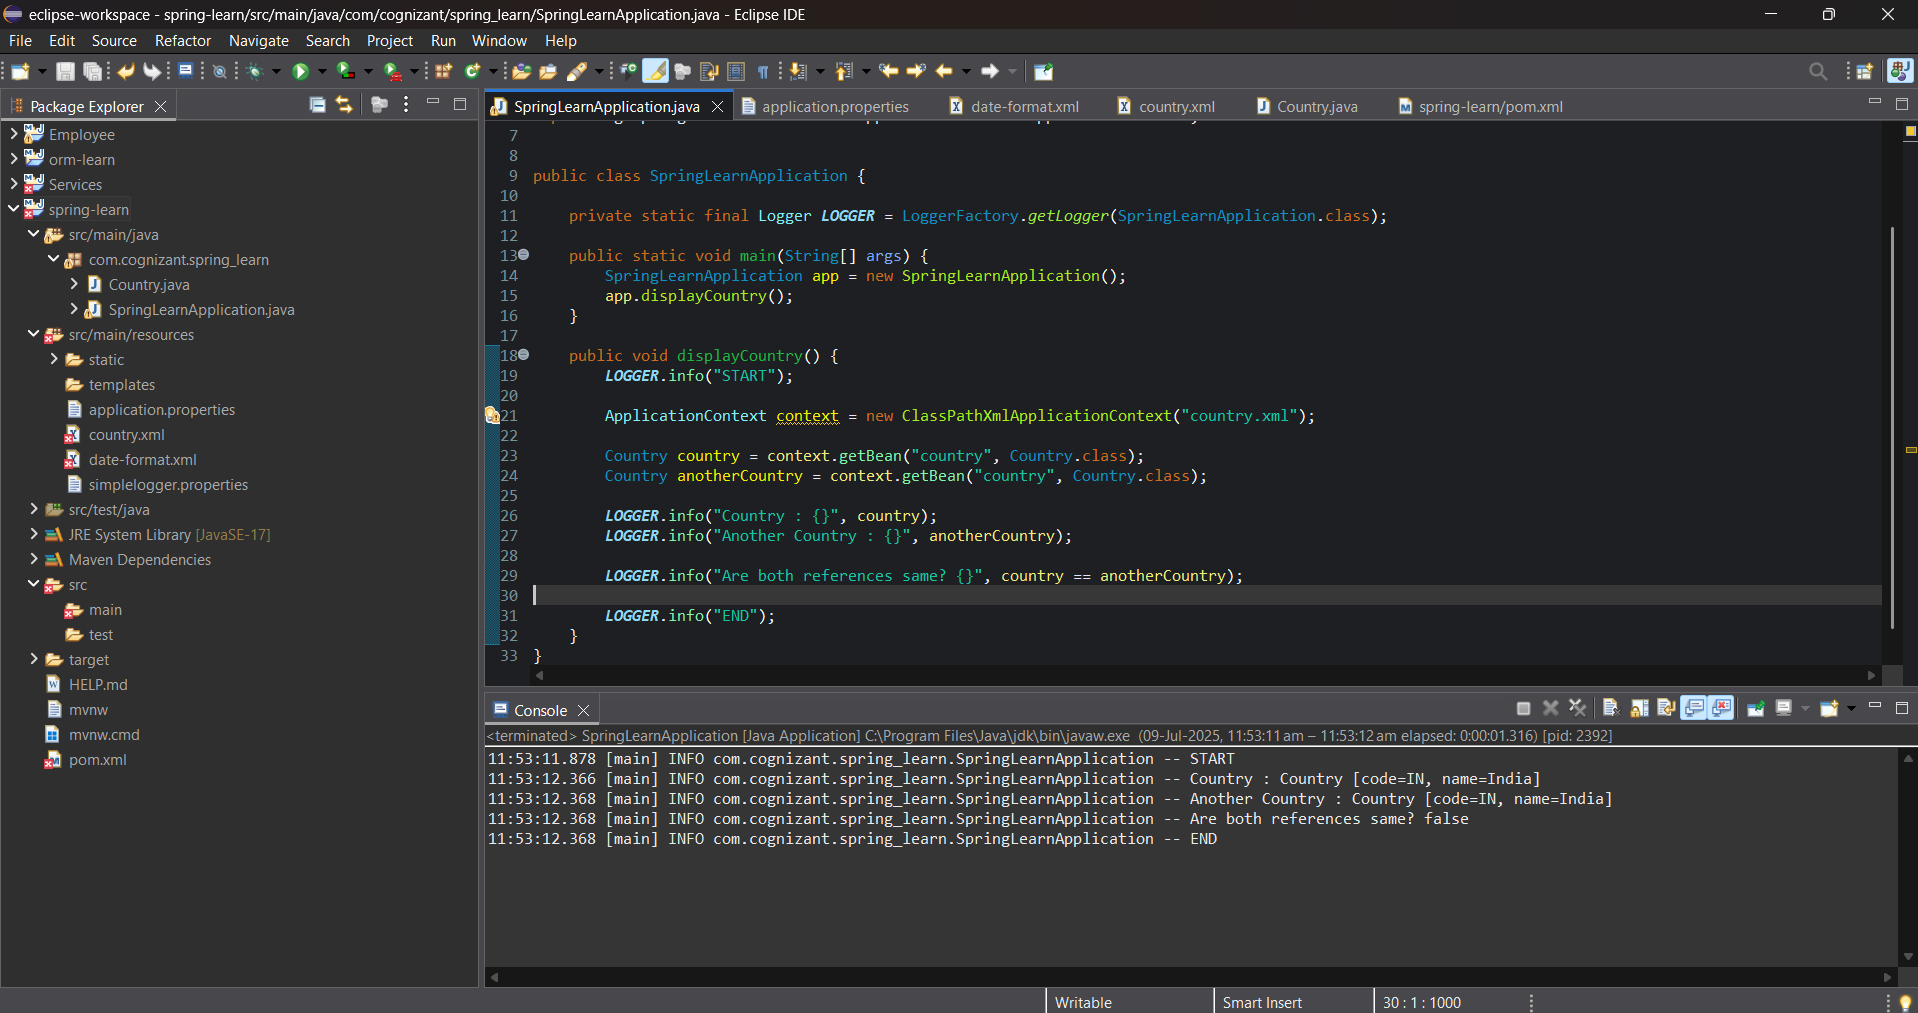 eclipse-workspace - spring-learn/src/main/java/com/cognizant/spring_learn/SpringLearnApplication.java - Eclipse IDE
File Edit Source Refactor Navigate Search Project Run Window Help
Package Explorer
Employee
orm-learn
Services
spring-learn
src/main/java
com.cognizant.spring_learn
Country.java
SpringLearnApplication.java
src/main/resources
static
templates
application.properties
country.xml
date-format.xml
simplelogger.properties
src/test/java
JRE System Library [JavaSE-17]
Maven Dependencies
src
main
test
target
HELP.md
mvnw
mvnw.cmd
pom.xml
SpringLearnApplication.java application.properties date-format.xml country.xml Country.java spring-learn/pom.xml
7
8
9 public class SpringLearnApplication {
10
11 private static final Logger LOGGER = LoggerFactory.getLogger(SpringLearnApplication.class);
12
13 public static void main(String[] args) {
14 SpringLearnApplication app = new SpringLearnApplication();
15 app.displayCountry();
16 }
17
18 public void displayCountry() {
19 LOGGER.info("START");
20
21 ApplicationContext context = new ClassPathXmlApplicationContext("country.xml");
22
23 Country country = context.getBean("country", Country.class);
24 Country anotherCountry = context.getBean("country", Country.class);
25
26 LOGGER.info("Country : {}", country);
27 LOGGER.info("Another Country : {}", anotherCountry);
28
29 LOGGER.info("Are both references same? {}", country == anotherCountry);
30
31 LOGGER.info("END");
32 }
33 }
Console
<terminated> SpringLearnApplication [Java Application] C:\Program Files\Java\jdk\bin\javaw.exe (09-Jul-2025, 11:53:11 am – 11:53:12 am elapsed: 0:00:01.316) [pid: 2392]
11:53:11.878 [main] INFO com.cognizant.spring_learn.SpringLearnApplication -- START
11:53:12.366 [main] INFO com.cognizant.spring_learn.SpringLearnApplication -- Country : Country [code=IN, name=India]
11:53:12.368 [main] INFO com.cognizant.spring_learn.SpringLearnApplication -- Another Country : Country [code=IN, name=India]
11:53:12.368 [main] INFO com.cognizant.spring_learn.SpringLearnApplication -- Are both references same? false
11:53:12.368 [main] INFO com.cognizant.spring_learn.SpringLearnApplication -- END
Writable Smart Insert 30 : 1 : 1000